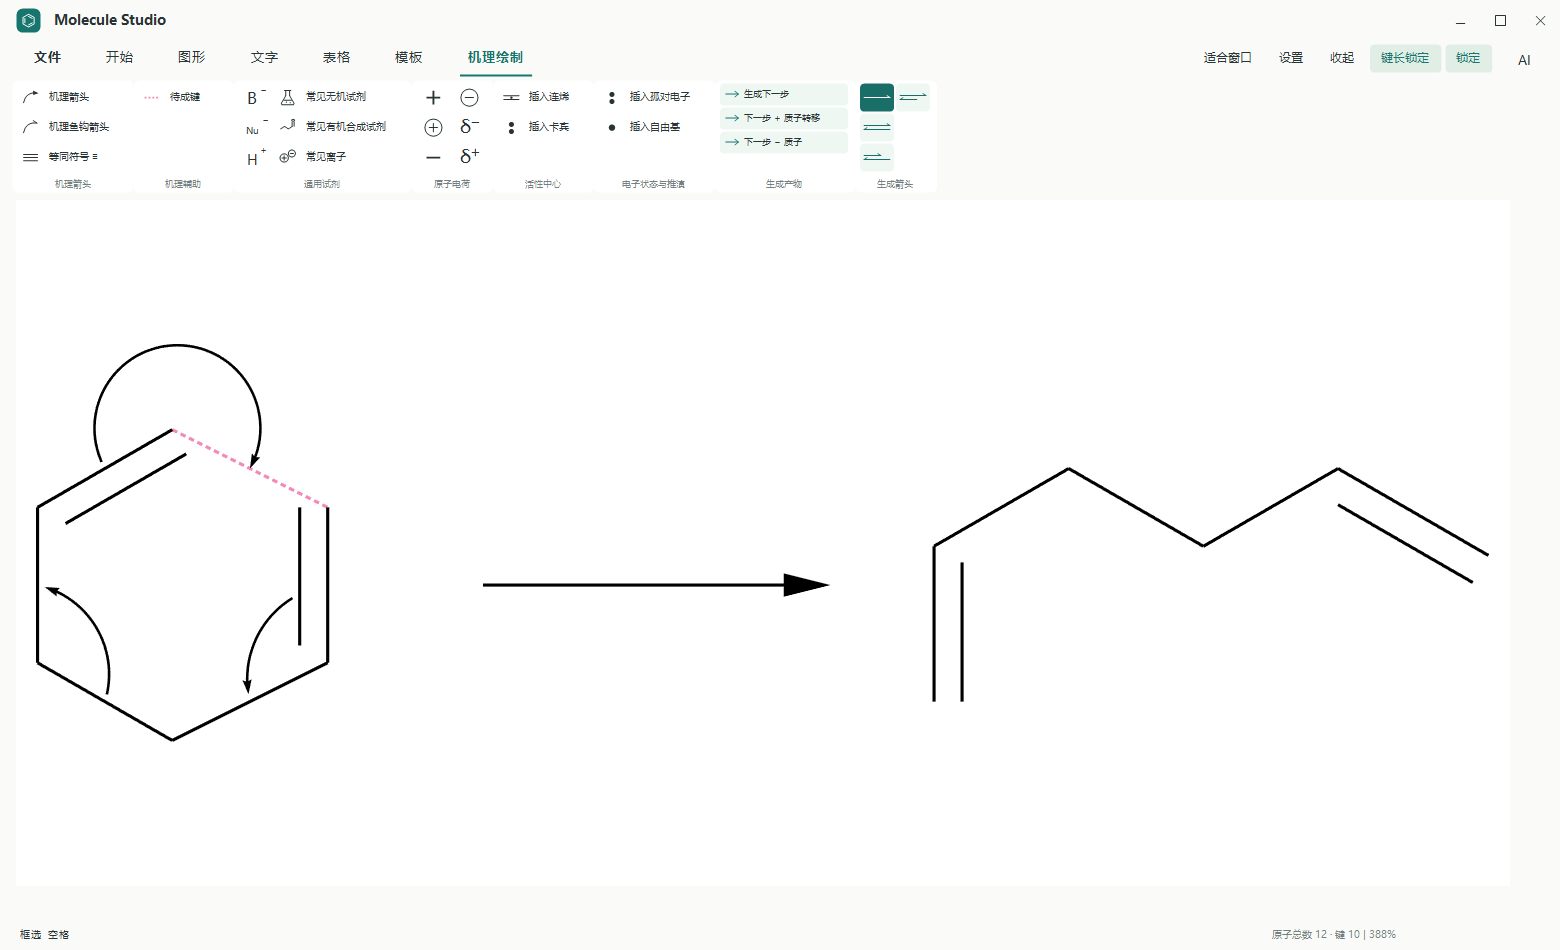 Molecule Studio
文件 开始 图形 文字 表格 模板 机理绘制 适合窗口 设置 收起 键长锁定 锁定 AI
机理箭头 待成键 B⁻ 常见无机试剂 + ⊖ 插入连烯 插入孤对电子 生成下一步
机理鱼钩箭头 Nu⁻ 常见有机合成试剂 ⊕ δ⁻ 插入卡宾 插入自由基 下一步 + 质子转移
等同符号 ≡ H⁺ 常见离子 − δ⁺ 下一步 − 质子
机理箭头 机理辅助 通用试剂 原子电荷 活性中心 电子状态与推演 生成产物 生成箭头
框选 空格 原子总数 12 · 键 10 | 388%